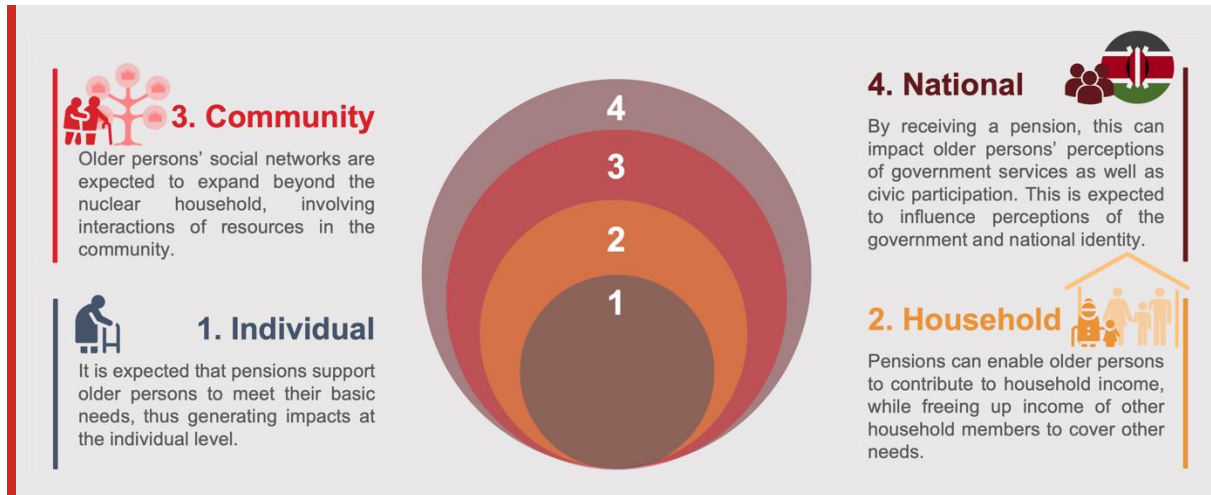 3. Community
Older persons’ social networks are
expected to expand beyond the
nuclear household, involving
interactions of resources in the
community.
1. Individual
It is expected that pensions support
older persons to meet their basic
needs, thus generating impacts at
the individual level.
4
3
2
1
4. National
By receiving a pension, this can
impact older persons’ perceptions
of government services as well as
civic participation. This is expected
to influence perceptions of the
government and national identity.
2. Household
Pensions can enable older persons
to contribute to household income,
while freeing up income of other
household members to cover other
needs.